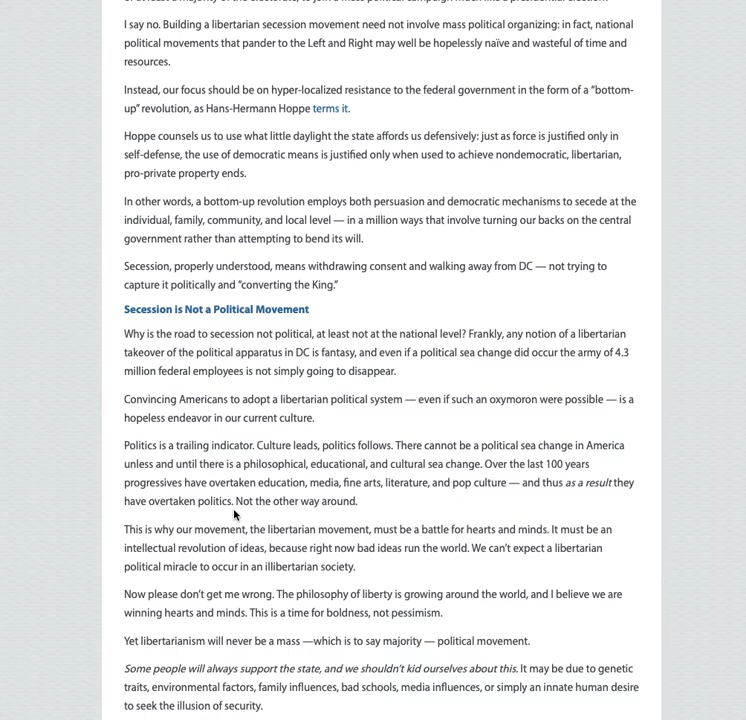 I say no. Building a libertarian secession movement need not involve mass political organizing: in fact, national
political movements that pander to the Left and Right may well be hopelessly naïve and wasteful of time and
resources.
Instead, our focus should be on hyper-localized resistance to the federal government in the form of a “bottom-
up” revolution, as Hans-Hermann Hoppe terms it.
Hoppe counsels us to use what little daylight the state affords us defensively: just as force is justified only in
self-defense, the use of democratic means is justified only when used to achieve nondemocratic, libertarian,
pro-private property ends.
In other words, a bottom-up revolution employs both persuasion and democratic mechanisms to secede at the
individual, family, community, and local level — in a million ways that involve turning our backs on the central
government rather than attempting to bend its will.
Secession, properly understood, means withdrawing consent and walking away from DC — not trying to
capture it politically and “converting the King.”
Secession is Not a Political Movement
Why is the road to secession not political, at least not at the national level? Frankly, any notion of a libertarian
takeover of the political apparatus in DC is fantasy, and even if a political sea change did occur the army of 4.3
million federal employees is not simply going to disappear.
Convincing Americans to adopt a libertarian political system — even if such an oxymoron were possible — is a
hopeless endeavor in our current culture.
Politics is a trailing indicator. Culture leads, politics follows. There cannot be a political sea change in America
unless and until there is a philosophical, educational, and cultural sea change. Over the last 100 years
progressives have overtaken education, media, fine arts, literature, and pop culture — and thus as a result they
have overtaken politics. Not the other way around.
This is why our movement, the libertarian movement, must be a battle for hearts and minds. It must be an
intellectual revolution of ideas, because right now bad ideas run the world. We can’t expect a libertarian
political miracle to occur in an illibertarian society.
Now please don’t get me wrong. The philosophy of liberty is growing around the world, and I believe we are
winning hearts and minds. This is a time for boldness, not pessimism.
Yet libertarianism will never be a mass —which is to say majority — political movement.
Some people will always support the state, and we shouldn’t kid ourselves about this. It may be due to genetic
traits, environmental factors, family influences, bad schools, media influences, or simply an innate human desire
to seek the illusion of security.